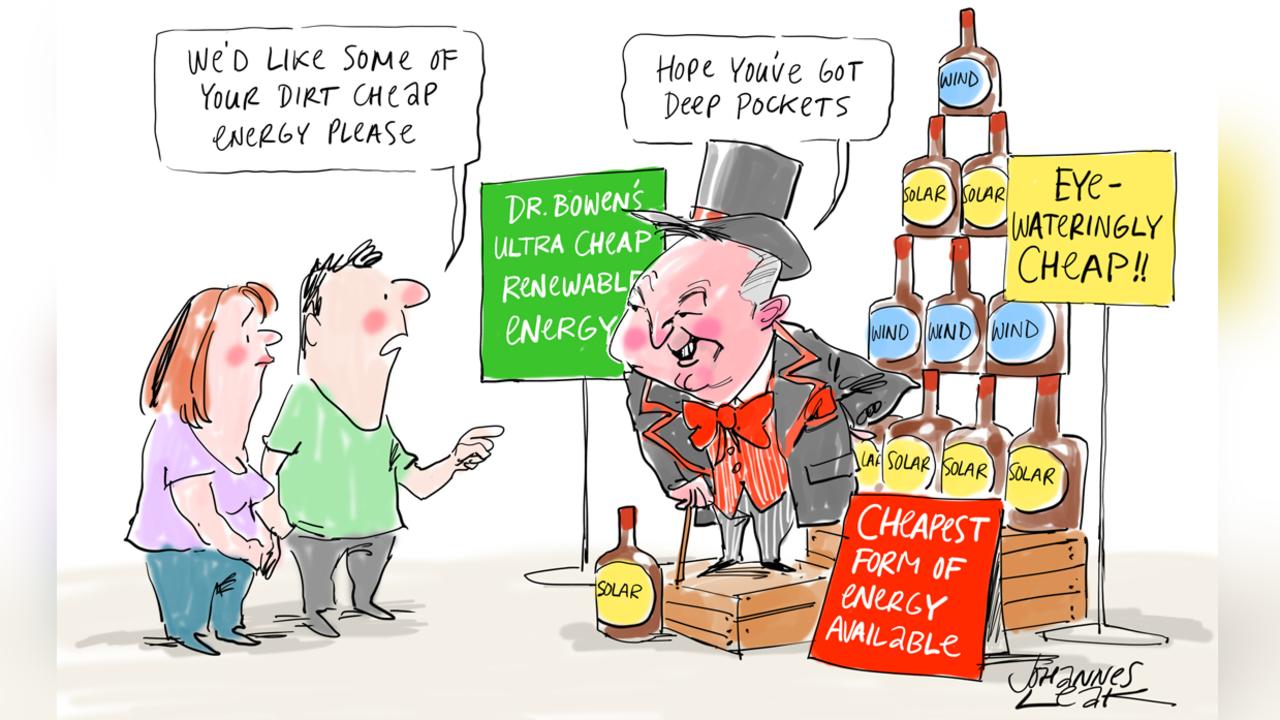 WE'D LIKE SOME OF
YOUR DIRT CHEAP
ENERGY PLEASE
HOPE YOU'VE GOT
DEEP POCKETS
DR. BOWEN'S
ULTRA CHEAP
RENEWABLE
ENERGY
WIND
SOLAR
SOLAR
EYE-
WATERINGLY
CHEAP!!
WIND
WIND
WIND
LAR
SOLAR
SOLAR
SOLAR
SOLAR
CHEAPEST
FORM OF
ENERGY
AVAILABLE
JOHANNES
LEAK